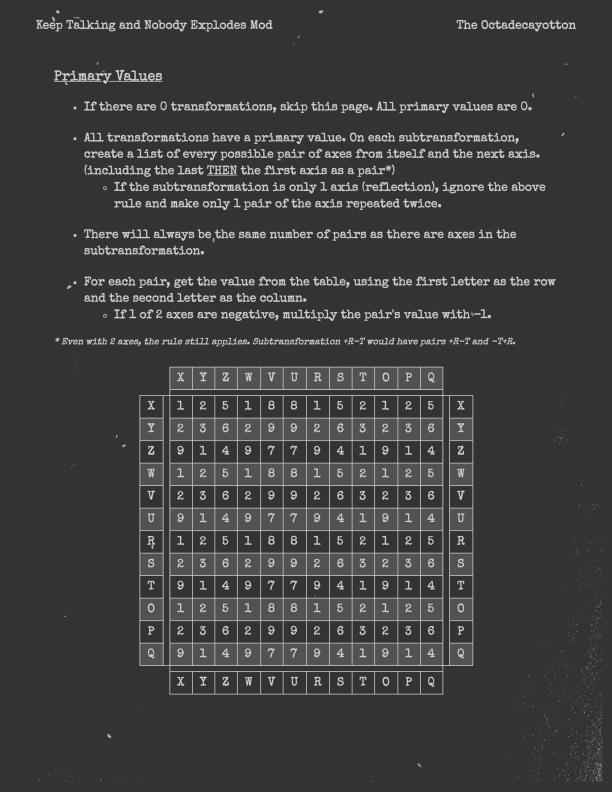 Keep Talking and Nobody Explodes Mod The Octadecayotton
Primary Values
• If there are 0 transformations, skip this page. All primary values are 0.
• All transformations have a primary value. On each subtransformation,
create a list of every possible pair of axes from itself and the next axis.
(including the last THEN the first axis as a pair*)
◦ If the subtransformation is only 1 axis (reflection), ignore the above
rule and make only 1 pair of the axis repeated twice.
• There will always be the same number of pairs as there are axes in the
subtransformation.
• For each pair, get the value from the table, using the first letter as the row
and the second letter as the column.
◦ If 1 of 2 axes are negative, multiply the pair's value with -1.
* Even with 2 axes, the rule still applies. Subtransformation +R-T would have pairs +R-T and -T+R.
X Y Z W V U R S T O P Q
X 1 2 5 1 8 8 1 5 2 1 2 5 X
Y 2 3 6 2 9 9 2 6 3 2 3 6 Y
Z 9 1 4 9 7 7 9 4 1 9 1 4 Z
W 1 2 5 1 8 8 1 5 2 1 2 5 W
V 2 3 6 2 9 9 2 6 3 2 3 6 V
U 9 1 4 9 7 7 9 4 1 9 1 4 U
R 1 2 5 1 8 8 1 5 2 1 2 5 R
S 2 3 6 2 9 9 2 6 3 2 3 6 S
T 9 1 4 9 7 7 9 4 1 9 1 4 T
O 1 2 5 1 8 8 1 5 2 1 2 5 O
P 2 3 6 2 9 9 2 6 3 2 3 6 P
Q 9 1 4 9 7 7 9 4 1 9 1 4 Q
X Y Z W V U R S T O P Q